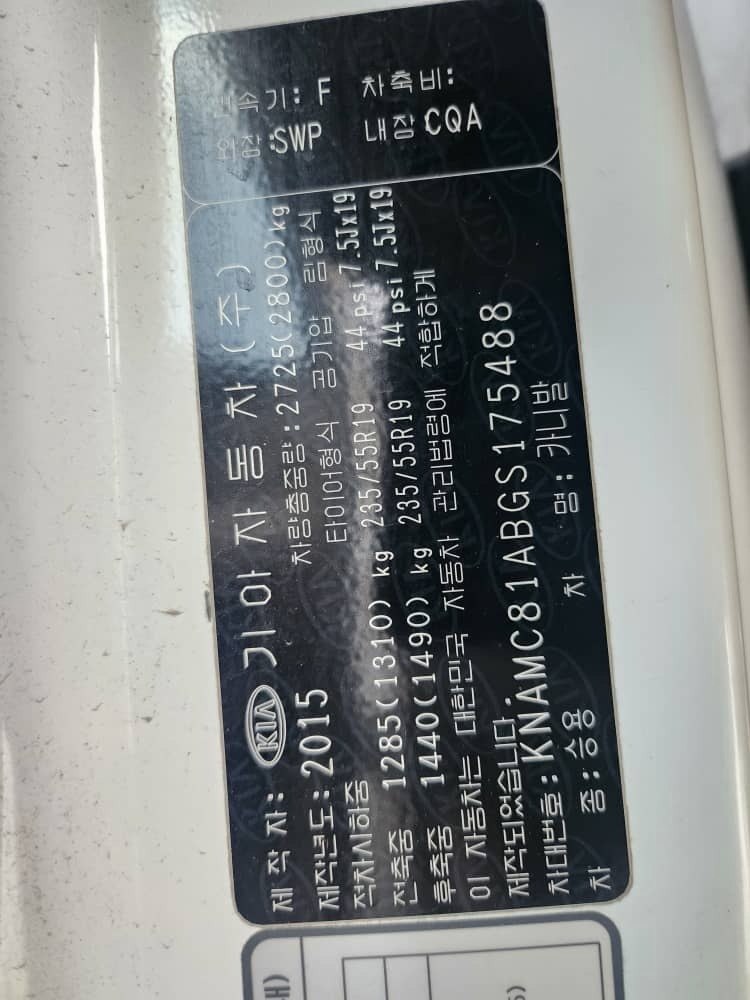 제 작 자: KIA 기아자동차(주)
제작년도: 2015 차량총중량: 2725(2800)kg
적차시하중 타이어형식 공기압 림형식
전축중 1285(1310) kg 235/55R19 44 psi 7.5Jx19
후축중 1440(1490) kg 235/55R19 44 psi 7.5Jx19
이 자동차는 대한민국 자동차 관리법령에 적합하게
제작되었습니다.
차대번호: KNAMC81ABGS175488
차 종: 승용 차 명: 카니발
변속기: F 차축비:
외장: SWP 내장 CQA